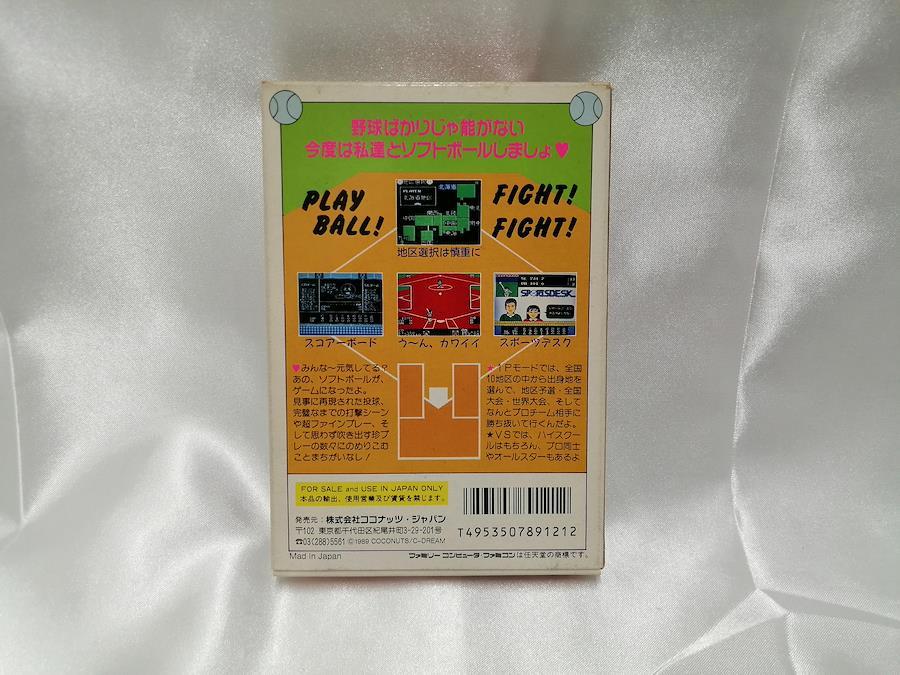 野球ばかりじゃ能がない
今度は私達とソフトボールしましょ♥
PLAY
BALL!
FIGHT!
FIGHT!
北海道
地区選択は慎重に
SPORTSDESK
スコアーボード
う〜ん、カワイイ
スポーツデスク
♥みんな〜元気してる?
あの、ソフトボールが、
ゲームになったよ。
見事に再現された投球、
完璧なまでの打撃シーン
や超ファインプレー、そ
して思わず吹き出す珍プ
レーの数々にのめりこむ
ことまちがいなし!
★1Pモードでは、全国
10地区の中から出身地を
選んで、地区予選・全国
大会・世界大会、そして
なんとプロチーム相手に
勝ち抜いて行くんだよ。
★VSでは、ハイスクー
ルはもちろん、プロ同士
やオールスターもあるよ
FOR SALE and USE IN JAPAN ONLY
本品の輸出、使用営業及び賃貸を禁じます。
発売元:株式会社ココナッツ・ジャパン
〒102 東京都千代田区紀尾井町3-29-201号
☎03(288)5561 ©1989 COCONUTS/C-DREAM
T4953507891212
Mad in Japan
ファミリーコンピュータ・ファミコンは任天堂の商標です。